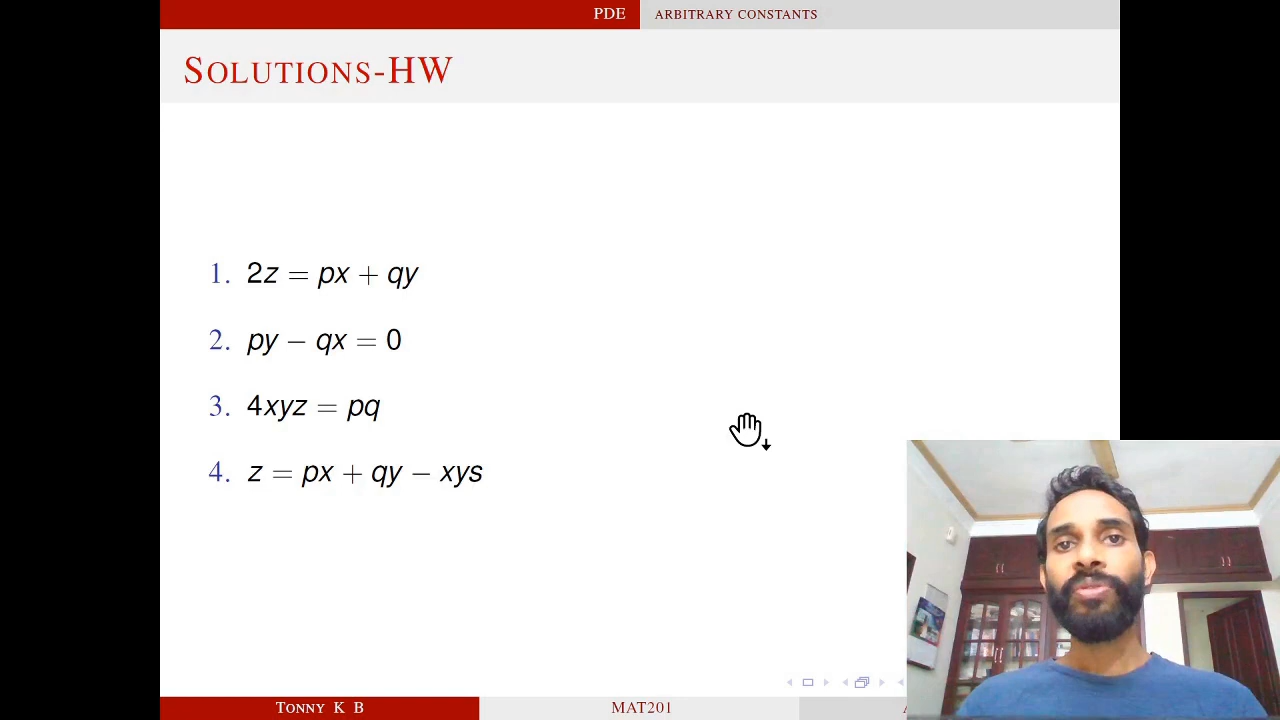 PDE ARBITRARY CONSTANTS
SOLUTIONS-HW
1. 2z = px + qy
2. py − qx = 0
3. 4xyz = pq
4. z = px + qy − xys
TONNY K B MAT201